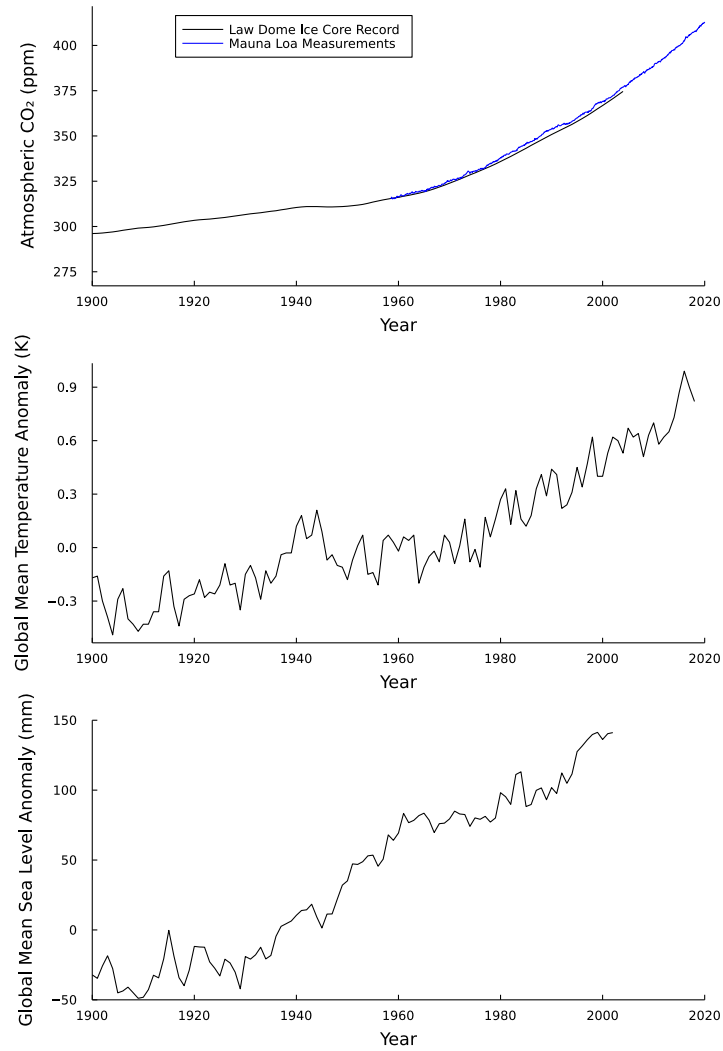 Law Dome Ice Core Record
Mauna Loa Measurements
Atmospheric CO₂ (ppm)
400
375
350
325
300
275
1900 1920 1940 1960 1980 2000 2020
Year
Global Mean Temperature Anomaly (K)
0.9
0.6
0.3
0.0
−0.3
1900 1920 1940 1960 1980 2000 2020
Year
Global Mean Sea Level Anomaly (mm)
150
100
50
0
−50
1900 1920 1940 1960 1980 2000 2020
Year